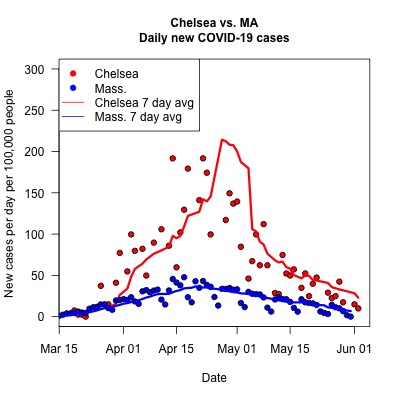 Chelsea vs. MA
Daily new COVID-19 cases
New cases per day per 100,000 people
300
250
200
150
100
50
0
Chelsea
Mass.
Chelsea 7 day avg
Mass. 7 day avg
Mar 15
Apr 01
Apr 15
May 01
May 15
Jun 01
Date